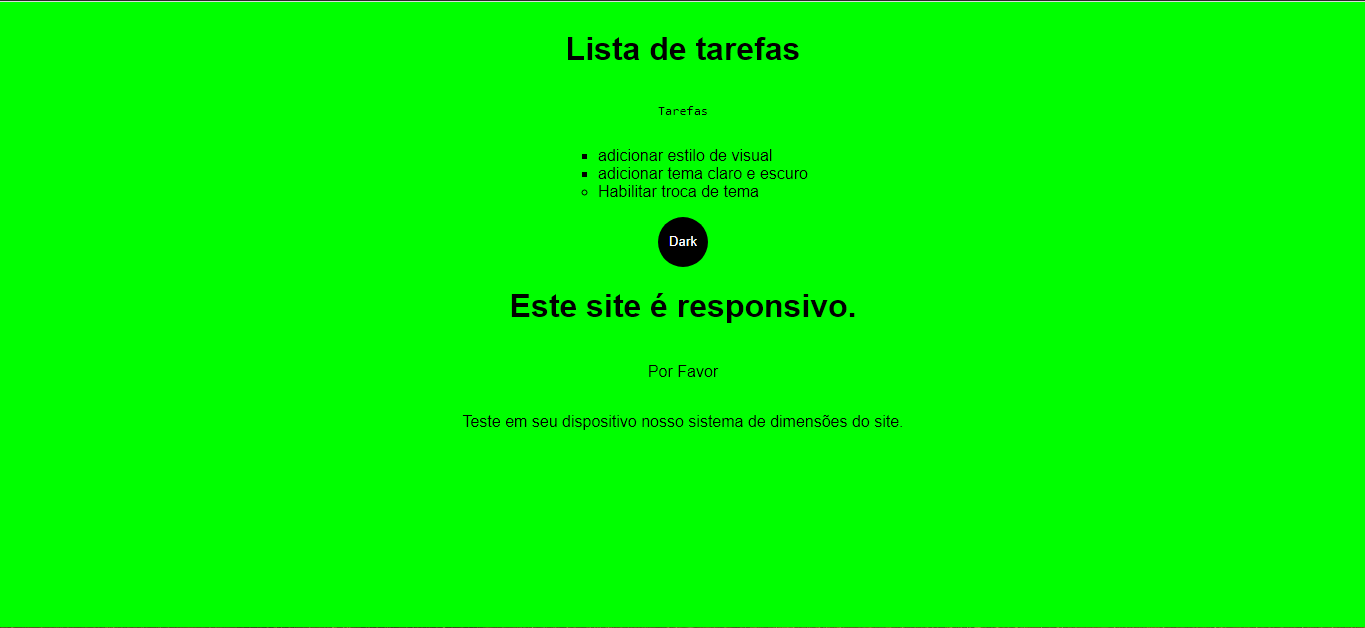 Lista de tarefas
Tarefas
adicionar estilo de visual
adicionar tema claro e escuro
Habilitar troca de tema
Dark
Este site é responsivo.
Por Favor
Teste em seu dispositivo nosso sistema de dimensões do site.